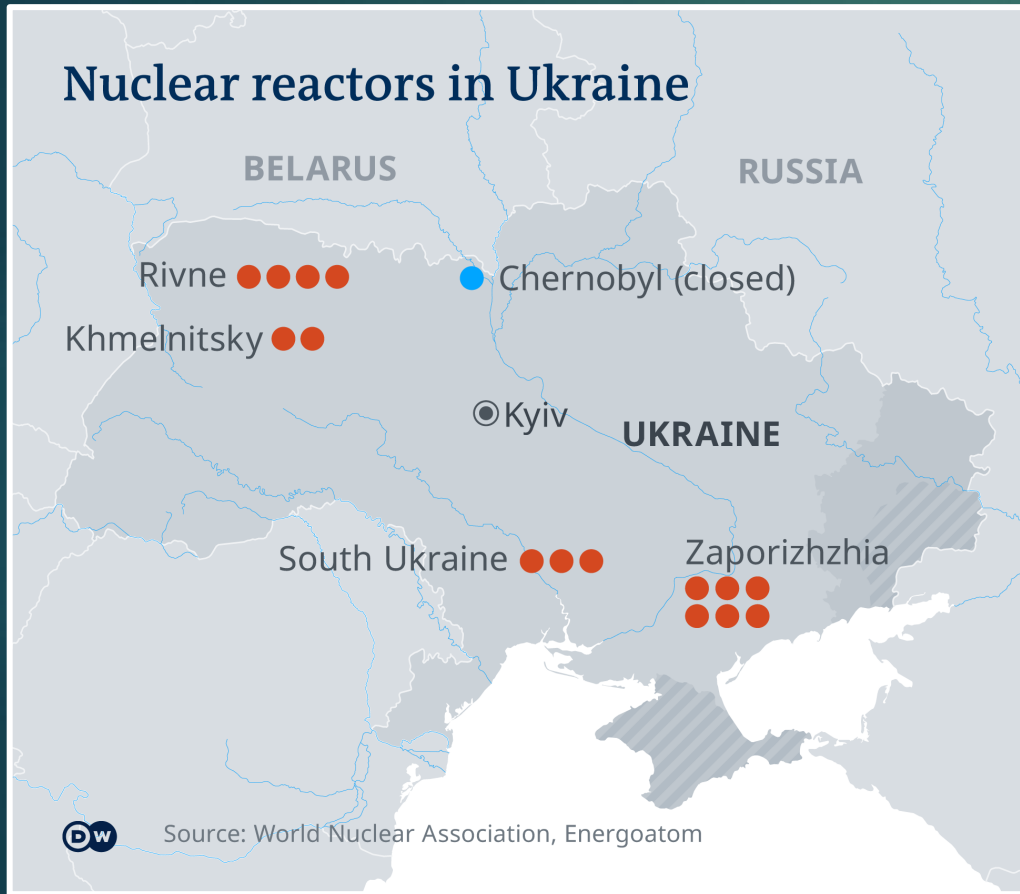 Nuclear reactors in Ukraine
BELARUS
RUSSIA
Rivne
Chernobyl (closed)
Khmelnitsky
Kyiv
UKRAINE
South Ukraine
Zaporizhzhia
DW
Source: World Nuclear Association, Energoatom